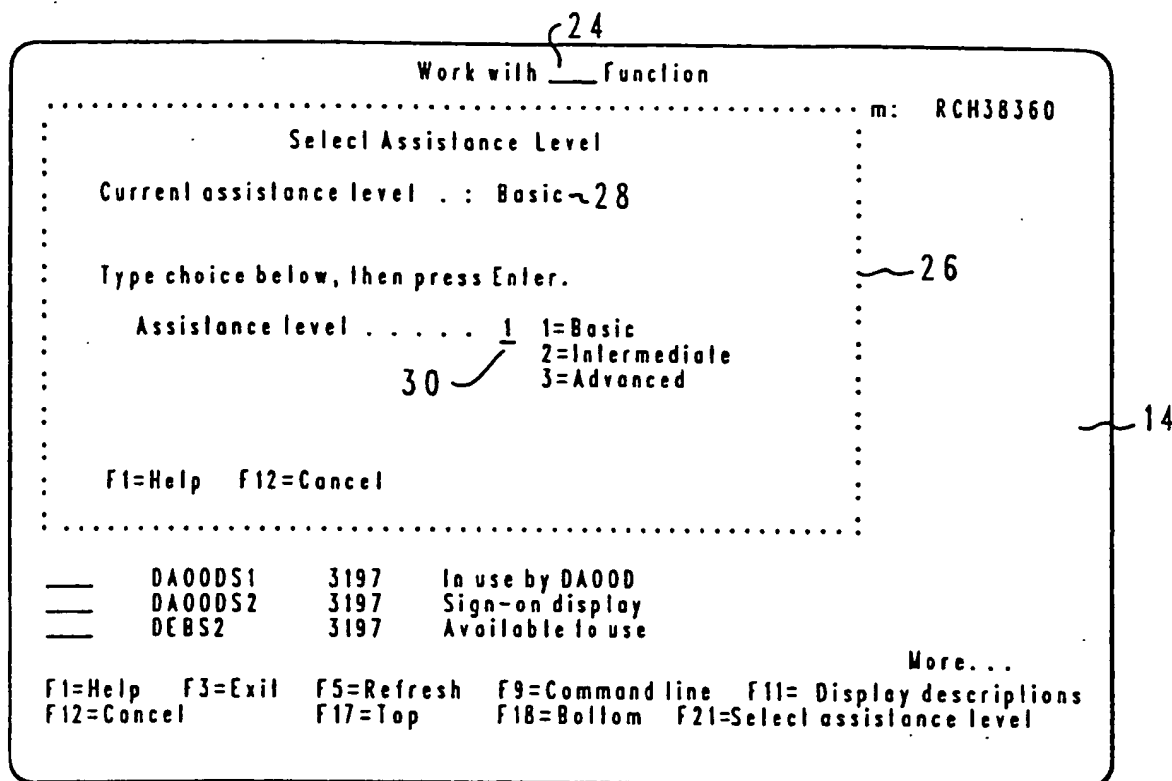 24
Work with ___ Function
m: RCH38360
Select Assistance Level
Current assistance level . : Basic 28
Type choice below, then press Enter.
26
Assistance level . . . . . 1 1=Basic
2=Intermediate
30 3=Advanced
14
F1=Help F12=Cancel
___ DAOODS1 3197 In use by DAOOD
___ DAOODS2 3197 Sign-on display
___ DEBS2 3197 Available to use
More...
F1=Help F3=Exit F5=Refresh F9=Command line F11= Display descriptions
F12=Cancel F17=Top F18=Bottom F21=Select assistance level